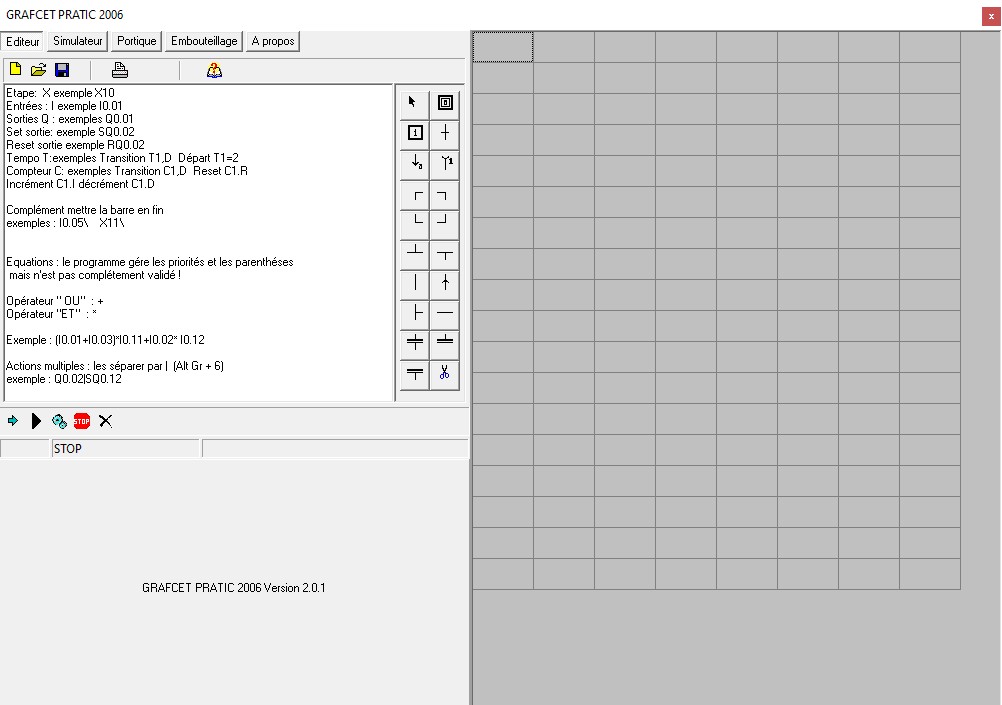 GRAFCET PRATIC 2006
x
Editeur Simulateur Portique Embouteillage A propos
Etape: X exemple X10
Entrées : I exemple I0.01
Sorties Q : exemples Q0.01
Set sortie: exemple SQ0.02
Reset sortie exemple RQ0.02
Tempo T:exemples Transition T1,D Départ T1=2
Compteur C: exemples Transition C1,D Reset C1.R
Incrément C1.I décrément C1.D
Complément mettre la barre en fin
exemples : I0.05\ X11\
Equations : le programme gére les priorités et les parenthéses
mais n'est pas complétement validé !
Opérateur " OU" : +
Opérateur "ET" : *
Exemple : (I0.01+I0.03)*I0.11+I0.02* I0.12
Actions multiples : les séparer par | (Alt Gr + 6)
exemple : Q0.02|SQ0.12
0
1
STOP
STOP
GRAFCET PRATIC 2006 Version 2.0.1